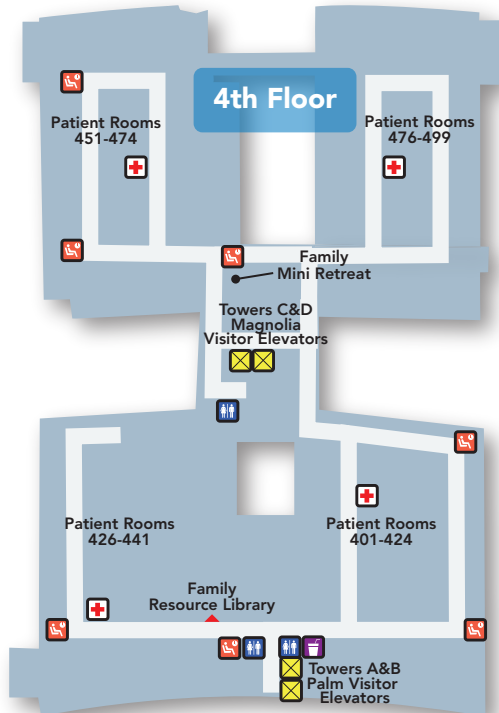 4th Floor
Patient Rooms
451-474
Patient Rooms
476-499
Family
Mini Retreat
Towers C&D
Magnolia
Visitor Elevators
Patient Rooms
426-441
Patient Rooms
401-424
Family
Resource Library
Towers A&B
Palm Visitor
Elevators